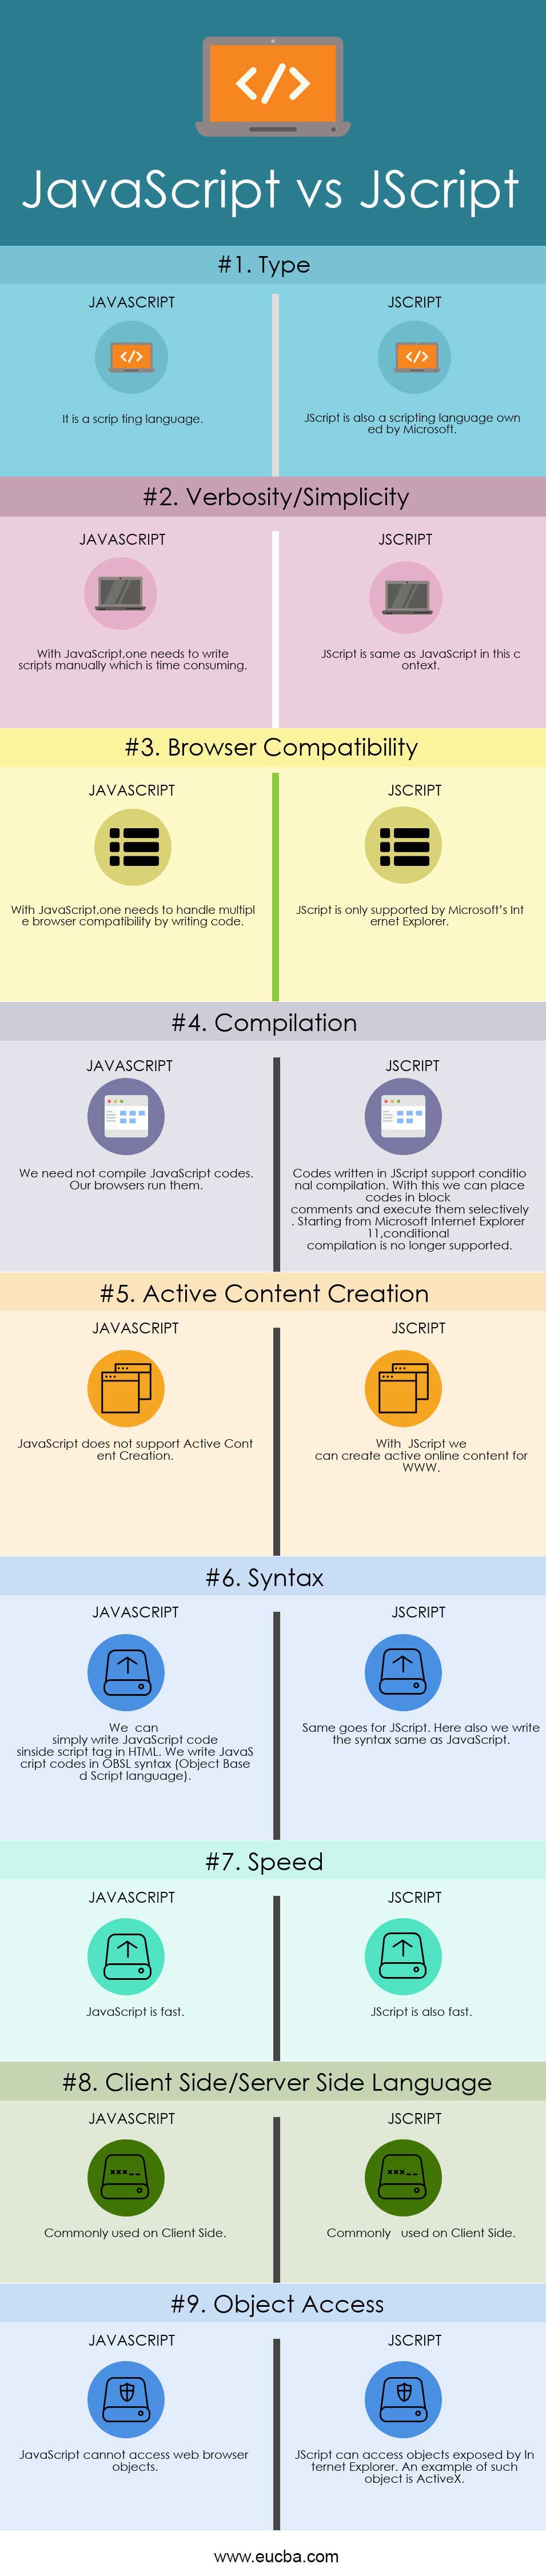 </>
JavaScript vs JScript
#1. Type
JAVASCRIPT
</>
It is a scrip ting language.
JSCRIPT
</>
JScript is also a scripting language own
ed by Microsoft.
#2. Verbosity/Simplicity
JAVASCRIPT
With JavaScript,one needs to write
scripts manually which is time consuming.
JSCRIPT
JScript is same as JavaScript in this c
ontext.
#3. Browser Compatibility
JAVASCRIPT
With JavaScript,one needs to handle multipl
e browser compatibility by writing code.
JSCRIPT
JScript is only supported by Microsoft's Int
ernet Explorer.
#4. Compilation
JAVASCRIPT
We need not compile JavaScript codes.
Our browsers run them.
JSCRIPT
Codes written in JScript support conditio
nal compilation. With this we can place
codes in block
comments and execute them selectively
. Starting from Microsoft Internet Explorer
11,conditional
compilation is no longer supported.
#5. Active Content Creation
JAVASCRIPT
JavaScript does not support Active Cont
ent Creation.
JSCRIPT
With JScript we
can create active online content for
WWW.
#6. Syntax
JAVASCRIPT
We can
simply write JavaScript code
sinside script tag in HTML. We write JavaS
cript codes in OBSL syntax (Object Base
d Script language).
JSCRIPT
Same goes for JScript. Here also we write
the syntax same as JavaScript.
#7. Speed
JAVASCRIPT
JavaScript is fast.
JSCRIPT
JScript is also fast.
#8. Client Side/Server Side Language
JAVASCRIPT
xxx__
Commonly used on Client Side.
JSCRIPT
xxx__
Commonly used on Client Side.
#9. Object Access
JAVASCRIPT
JavaScript cannot access web browser
objects.
JSCRIPT
JScript can access objects exposed by In
ternet Explorer. An example of such
object is ActiveX.
www.eucba.com